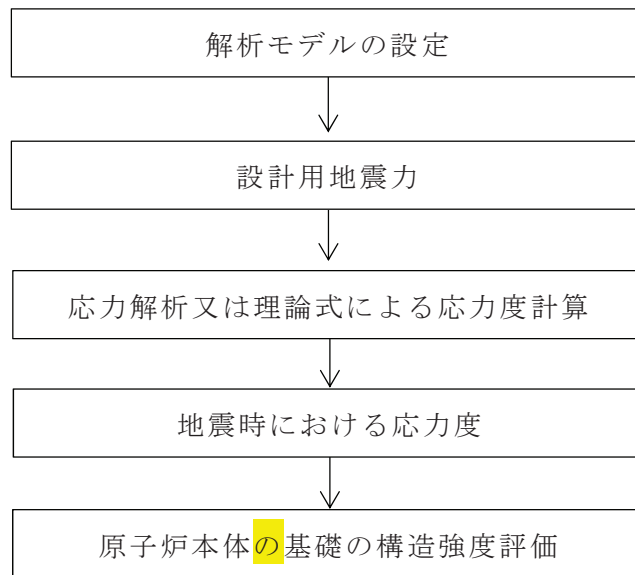 解析モデルの設定
設計用地震力
応力解析又は理論式による応力度計算
地震時における応力度
原子炉本体の基礎の構造強度評価